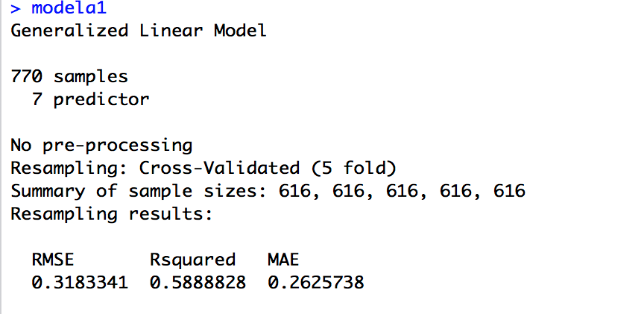 > modela1
Generalized Linear Model
770 samples
7 predictor
No pre-processing
Resampling: Cross-Validated (5 fold)
Summary of sample sizes: 616, 616, 616, 616, 616
Resampling results:
RMSE Rsquared MAE
0.3183341 0.5888828 0.2625738